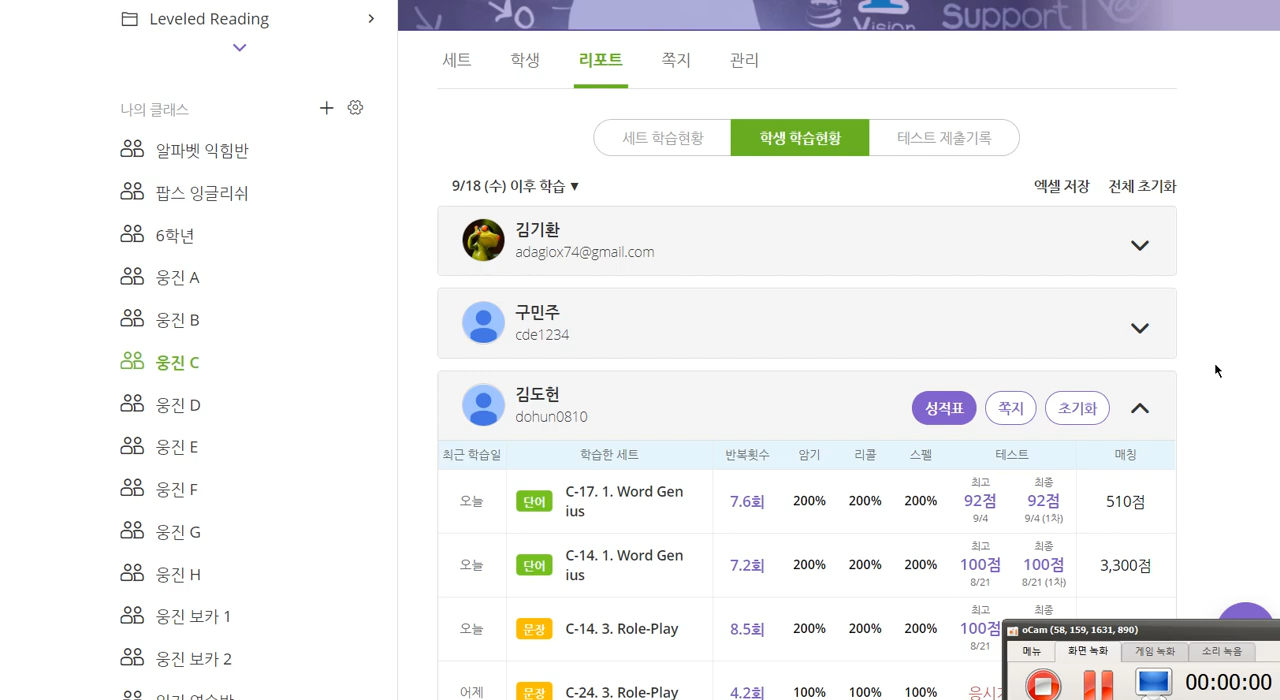 Leveled Reading
Vision
Support
세트 학생 리포트 쪽지 관리
나의 클래스
알파벳 익힘반
팝스 잉글리쉬
6학년
웅진 A
웅진 B
웅진 C
웅진 D
웅진 E
웅진 F
웅진 G
웅진 H
웅진 보카 1
웅진 보카 2
세트 학습현황 학생 학습현황 테스트 제출기록
9/18 (수) 이후 학습 ▼ 엑셀 저장 전체 초기화
김기환
adagiox74@gmail.com
구민주
cde1234
김도헌
dohun0810
성적표 쪽지 초기화
최근 학습일 학습한 세트 반복횟수 암기 리콜 스펠 테스트 매칭
오늘 단어 C-17. 1. Word Gen
ius
7.6회 200% 200% 200%
최고 최종
92점 92점
9/4 9/4 (1차)
510점
오늘 단어 C-14. 1. Word Gen
ius
7.2회 200% 200% 200%
최고 최종
100점 100점
8/21 8/21 (1차)
3,300점
오늘 문장 C-14. 3. Role-Play 8.5회 200% 200% 200%
최고 최종
100점
8/21
어제 문장 C-24. 3. Role-Play 4.2회 100% 100% 100%
oCam (58, 159, 1631, 890)
메뉴 화면 녹화 게임 녹화 소리 녹음
00:00:00